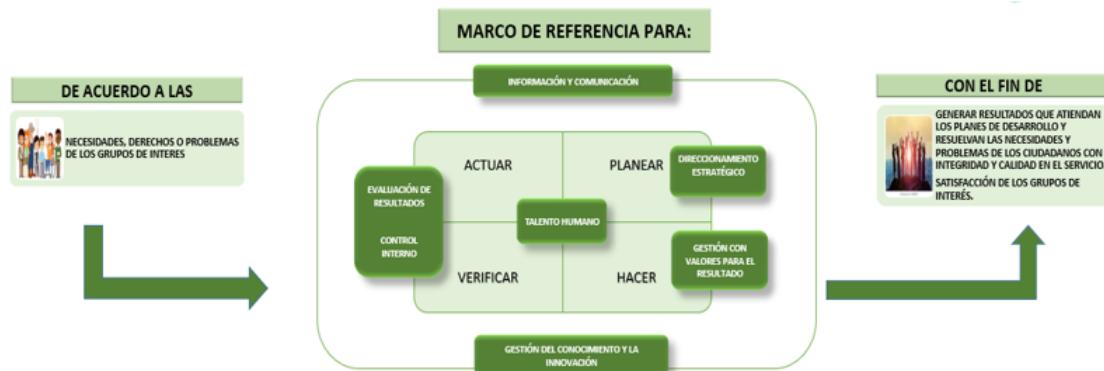 MARCO DE REFERENCIA PARA:
DE ACUERDO A LAS
NECESIDADES, DERECHOS O PROBLEMAS
DE LOS GRUPOS DE INTERES
INFORMACIÓN Y COMUNICACIÓN
ACTUAR
PLANEAR
DIRECCIONAMIENTO
ESTRATÉGICO
EVALUACIÓN DE
RESULTADOS
CONTROL
INTERNO
TALENTO HUMANO
VERIFICAR
HACER
GESTIÓN CON
VALORES PARA EL
RESULTADO
GESTIÓN DEL CONOCIMIENTO Y LA
INNOVACIÓN
CON EL FIN DE
GENERAR RESULTADOS QUE ATIENDAN
LOS PLANES DE DESARROLLO Y
RESUELVAN LAS NECESIDADES Y
PROBLEMAS DE LOS CIUDADANOS CON
INTEGRIDAD Y CALIDAD EN EL SERVICIO
SATISFACCIÓN DE LOS GRUPOS DE
INTERÉS.